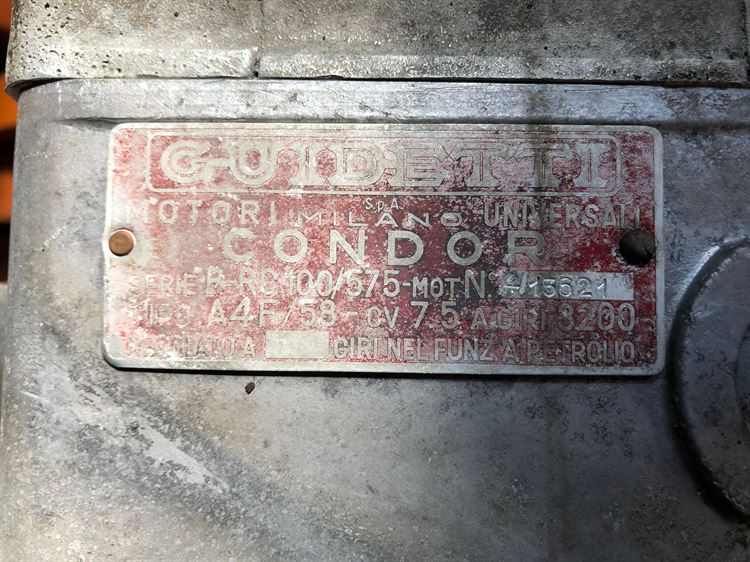 GUIDETTI
S.p.A.
MOTORI MILANO UNIVERSALI
CONDOR
SERIE B-RG 100/575-MOT N° A/13621
TIPO A4F/58-CV 7.5 A GIRI 3200
A GIRI NEL FUNZ A PETROLIO